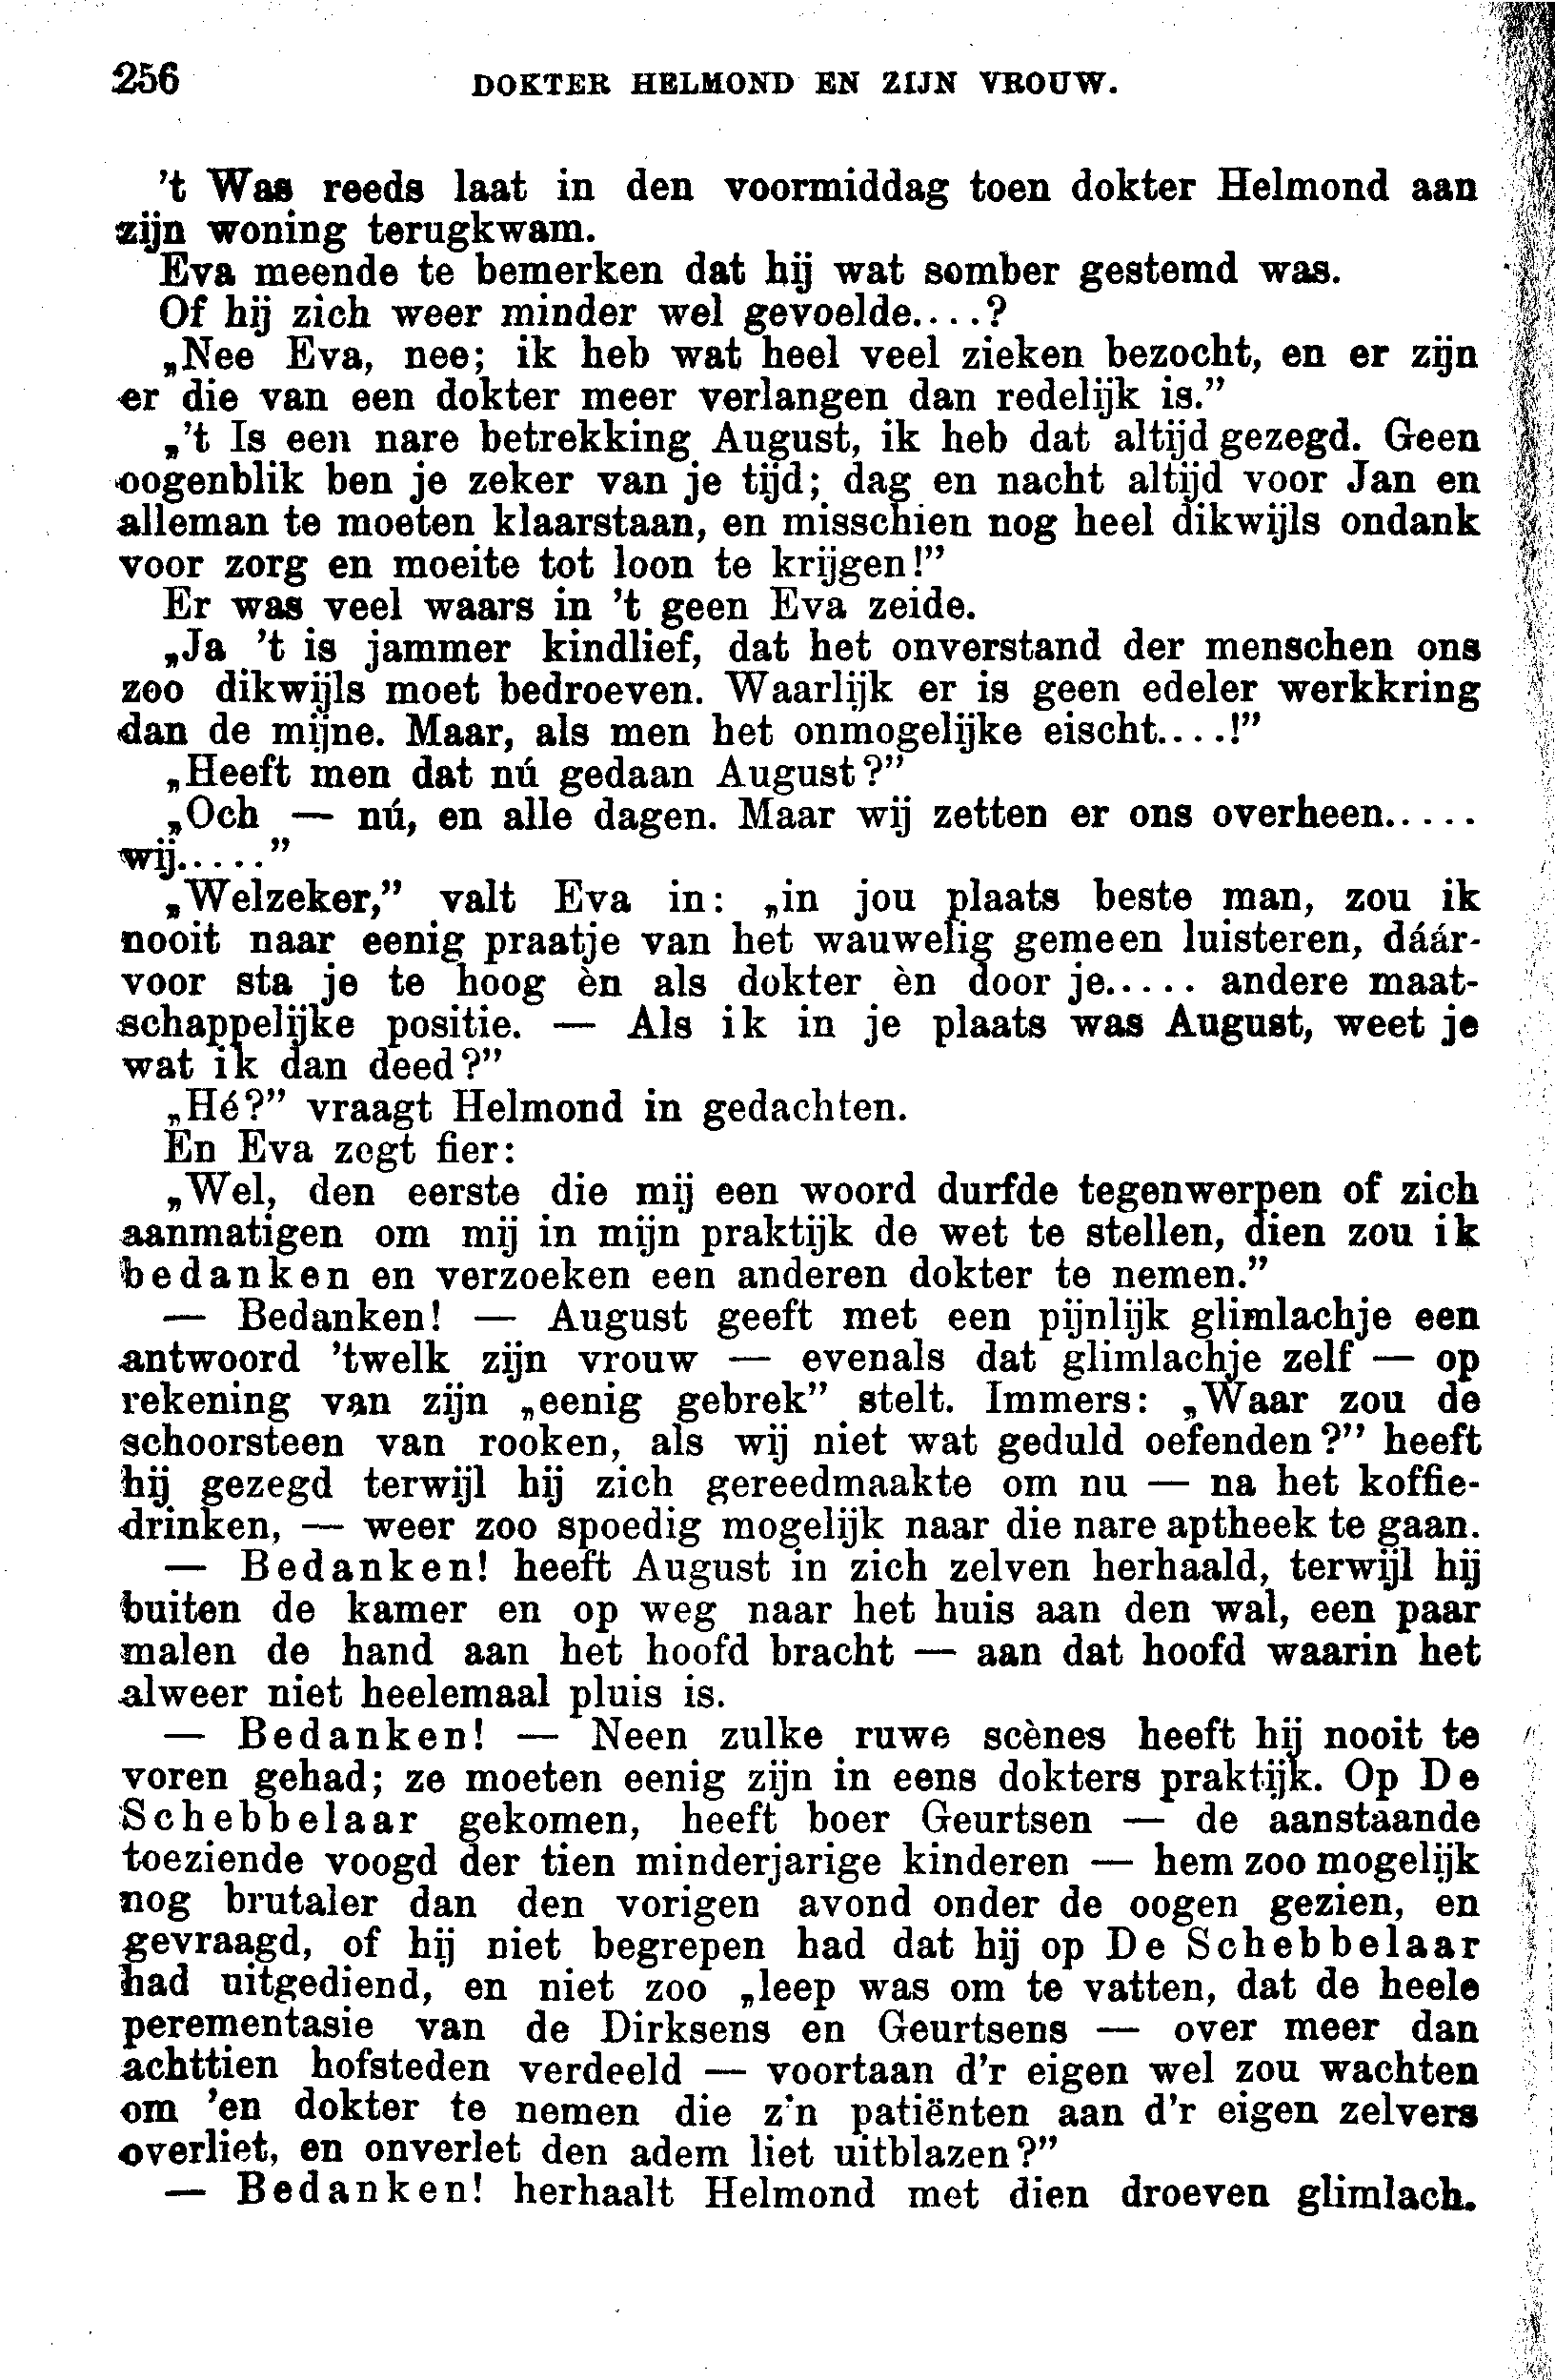 256 DOKTER HELMOND EN ZIJN VROUW.
't Was reeds laat in den voormiddag toen dokter Helmond aan
zijn woning terugkwam.
Eva meende te bemerken dat hij wat somber gestemd was.
Of hij zich weer minder wel gevoelde....?
„Nee Eva, nee; ik heb wat heel veel zieken bezocht, en er zijn
er die van een dokter meer verlangen dan redelijk is.”
„'t Is een nare betrekking August, ik heb dat altijd gezegd. Geen
oogenblik ben je zeker van je tijd; dag en nacht altijd voor Jan en
alleman te moeten klaarstaan, en misschien nog heel dikwijls ondank
voor zorg en moeite tot loon te krijgen!”
Er was veel waars in 't geen Eva zeide.
„Ja 't is jammer kindlief, dat het onverstand der menschen ons
zoo dikwijls moet bedroeven. Waarlijk er is geen edeler werkkring
dan de mijne. Maar, als men het onmogelijke eischt....!”
„Heeft men dat nú gedaan August?”
„Och — nú, en alle dagen. Maar wij zetten er ons overheen.....
wij.....”
„Welzeker,” valt Eva in: „in jou plaats beste man, zou ik
nooit naar eenig praatje van het wauwelig gemeen luisteren, dáár-
voor sta je te hoog èn als dokter èn door je..... andere maat-
schappelijke positie. — Als ik in je plaats was August, weet je
wat ik dan deed?”
„Hé?” vraagt Helmond in gedachten.
En Eva zegt fier:
„Wel, den eerste die mij een woord durfde tegenwerpen of zich
aanmatigen om mij in mijn praktijk de wet te stellen, dien zou ik
bedanken en verzoeken een anderen dokter te nemen.”
— Bedanken! — August geeft met een pijnlijk glimlachje een
antwoord 'twelk zijn vrouw — evenals dat glimlachje zelf — op
rekening van zijn „eenig gebrek” stelt. Immers: „Waar zou de
schoorsteen van rooken, als wij niet wat geduld oefenden?” heeft
hij gezegd terwijl hij zich gereedmaakte om nu — na het koffie-
drinken, — weer zoo spoedig mogelijk naar die nare aptheek te gaan.
— Bedanken! heeft August in zich zelven herhaald, terwijl hij
buiten de kamer en op weg naar het huis aan den wal, een paar
malen de hand aan het hoofd bracht — aan dat hoofd waarin het
alweer niet heelemaal pluis is.
— Bedanken! — Neen zulke ruwe scènes heeft hij nooit te
voren gehad; ze moeten eenig zijn in eens dokters praktijk. Op De
Schebbelaar gekomen, heeft boer Geurtsen — de aanstaande
toeziende voogd der tien minderjarige kinderen — hem zoo mogelijk
nog brutaler dan den vorigen avond onder de oogen gezien, en
gevraagd, of hij niet begrepen had dat hij op De Schebbelaar
had uitgediend, en niet zoo „leep was om te vatten, dat de heele
perementasie van de Dirksens en Geurtsens — over meer dan
achttien hofsteden verdeeld — voortaan d'r eigen wel zou wachten
om 'en dokter te nemen die z'n patiënten aan d'r eigen zelvers
overliet, en onverlet den adem liet uitblazen?”
— Bedanken! herhaalt Helmond met dien droeven glimlach.